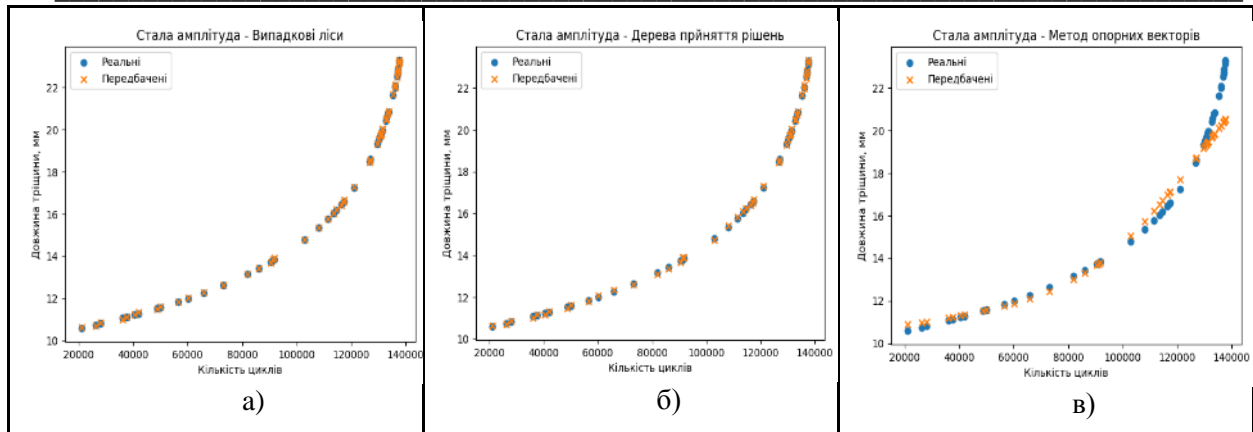 Стала амплітуда - Випадкові ліси
Реальні
Передбачені
Довжина тріщини, мм
22
20
18
16
14
12
10
20000 40000 60000 80000 100000 120000 140000
Кількість циклів
а)
Стала амплітуда - Дерева прйняття рішень
Реальні
Передбачені
Довжина тріщини, мм
22
20
18
16
14
12
10
20000 40000 60000 80000 100000 120000 140000
Кількість циклів
б)
Стала амплітуда - Метод опорних векторів
Реальні
Передбачені
Довжина тріщини, мм
22
20
18
16
14
12
10
20000 40000 60000 80000 100000 120000 140000
Кількість циклів
в)